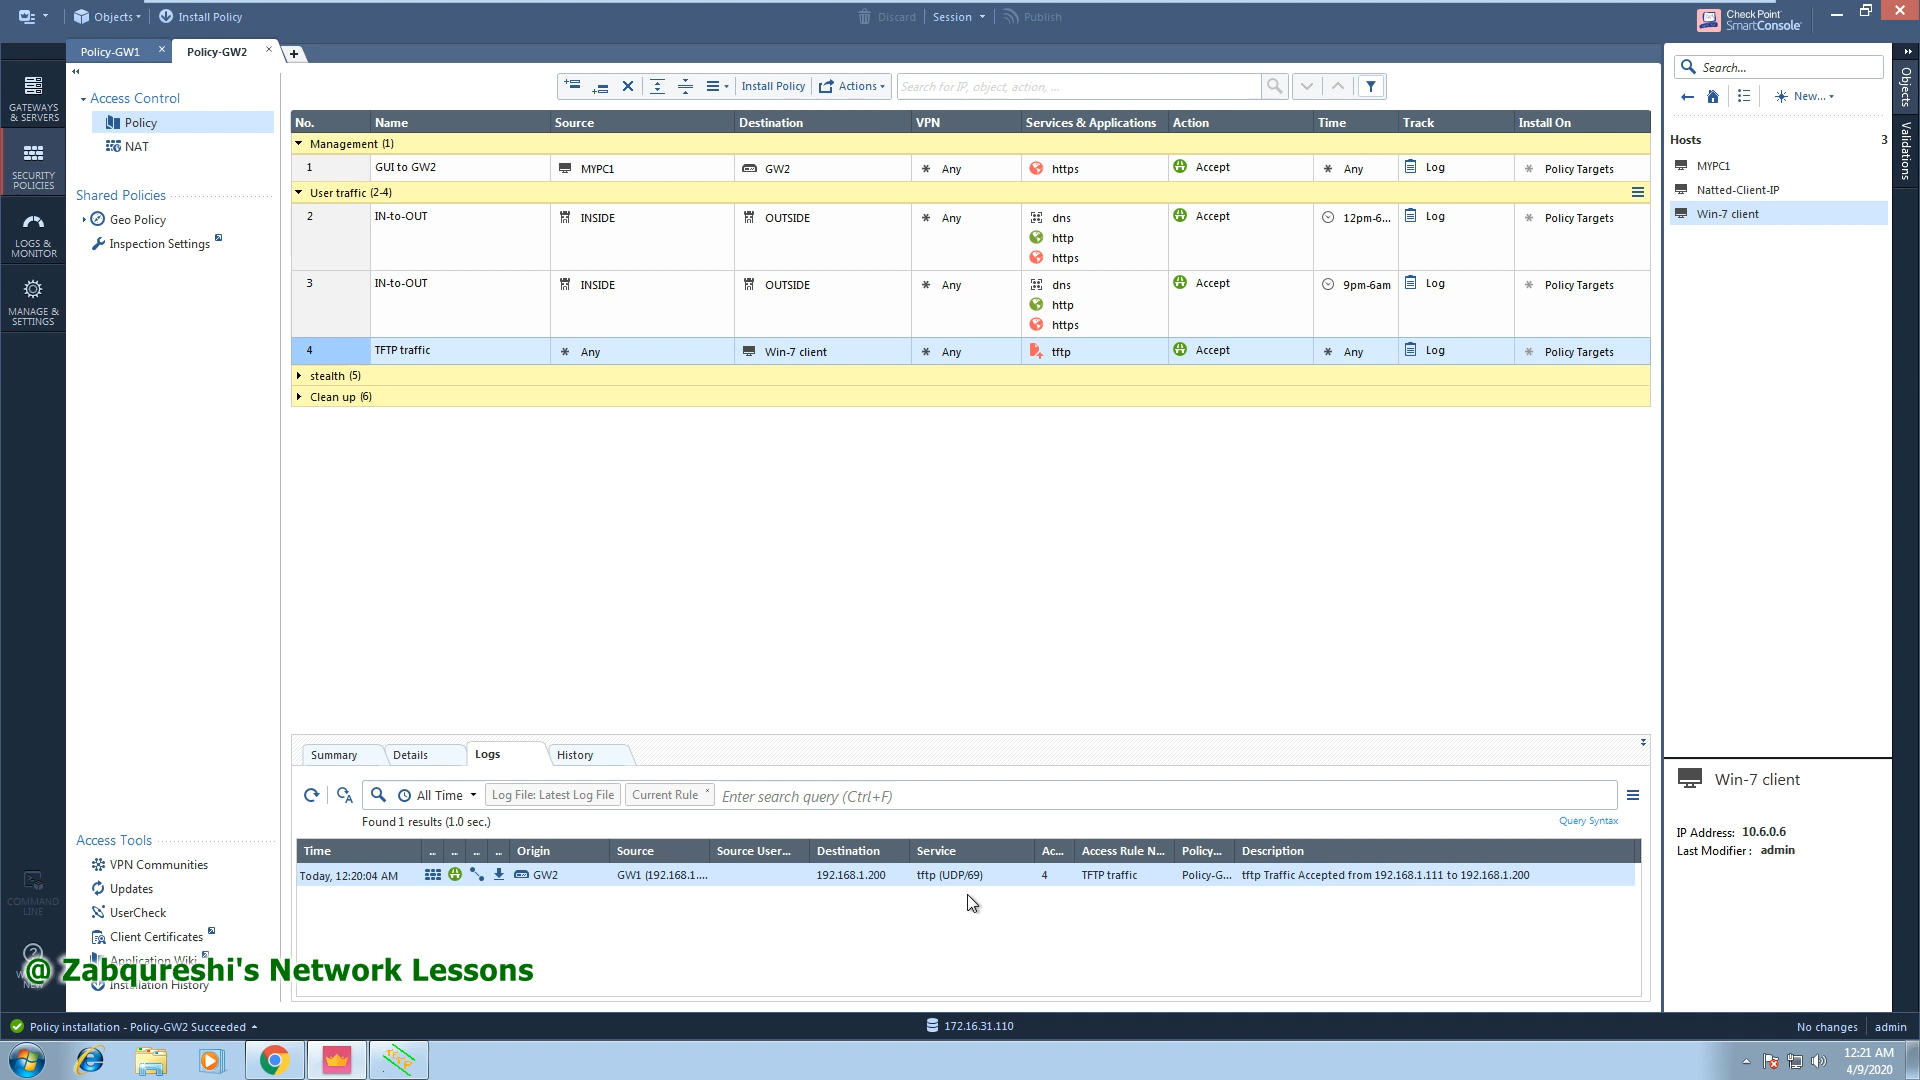 Objects
Install Policy
Discard
Session
Publish
Check Point
SmartConsole
Policy-GW1
Policy-GW2
GATEWAYS
& SERVERS
SECURITY
POLICIES
LOGS &
MONITOR
MANAGE &
SETTINGS
COMMAND
LINE
Access Control
Policy
NAT
Shared Policies
Geo Policy
Inspection Settings
Access Tools
VPN Communities
Updates
UserCheck
Client Certificates
Application Wiki
Installation History
Install Policy Actions Search for IP, object, action, ...
No. Name Source Destination VPN Services & Applications Action Time Track Install On
Management (1)
1 GUI to GW2 MYPC1 GW2 * Any https Accept * Any Log * Policy Targets
User traffic (2-4)
2 IN-to-OUT INSIDE OUTSIDE * Any dns Accept 12pm-6... Log * Policy Targets
http
https
3 IN-to-OUT INSIDE OUTSIDE * Any dns Accept 9pm-6am Log * Policy Targets
http
https
4 TFTP traffic * Any Win-7 client * Any tftp Accept * Any Log * Policy Targets
stealth (5)
Clean up (6)
Summary Details Logs History
All Time Log File: Latest Log File Current Rule × Enter search query (Ctrl+F)
Found 1 results (1.0 sec.)
Query Syntax
Time ... ... ... ... Origin Source Source User... Destination Service Ac... Access Rule N... Policy... Description
Today, 12:20:04 AM GW2 GW1 (192.168.1.... 192.168.1.200 tftp (UDP/69) 4 TFTP traffic Policy-G... tftp Traffic Accepted from 192.168.1.111 to 192.168.1.200
Search...
New...
Hosts 3
MYPC1
Natted-Client-IP
Win-7 client
Objects
Validations
Win-7 client
IP Address: 10.6.0.6
Last Modifier: admin
@ Zabqureshi's Network Lessons
Policy installation - Policy-GW2 Succeeded
172.16.31.110
No changes admin
TFTP
12:21 AM
4/9/2020